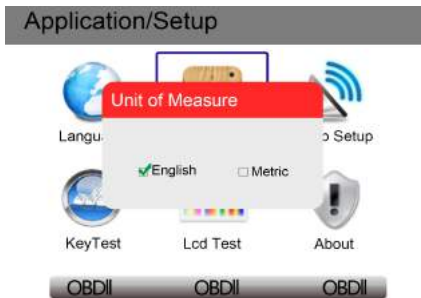 Application/Setup
Unit of Measure
Langu
Setup
English Metric
KeyTest Lcd Test About
OBDII OBDII OBDII